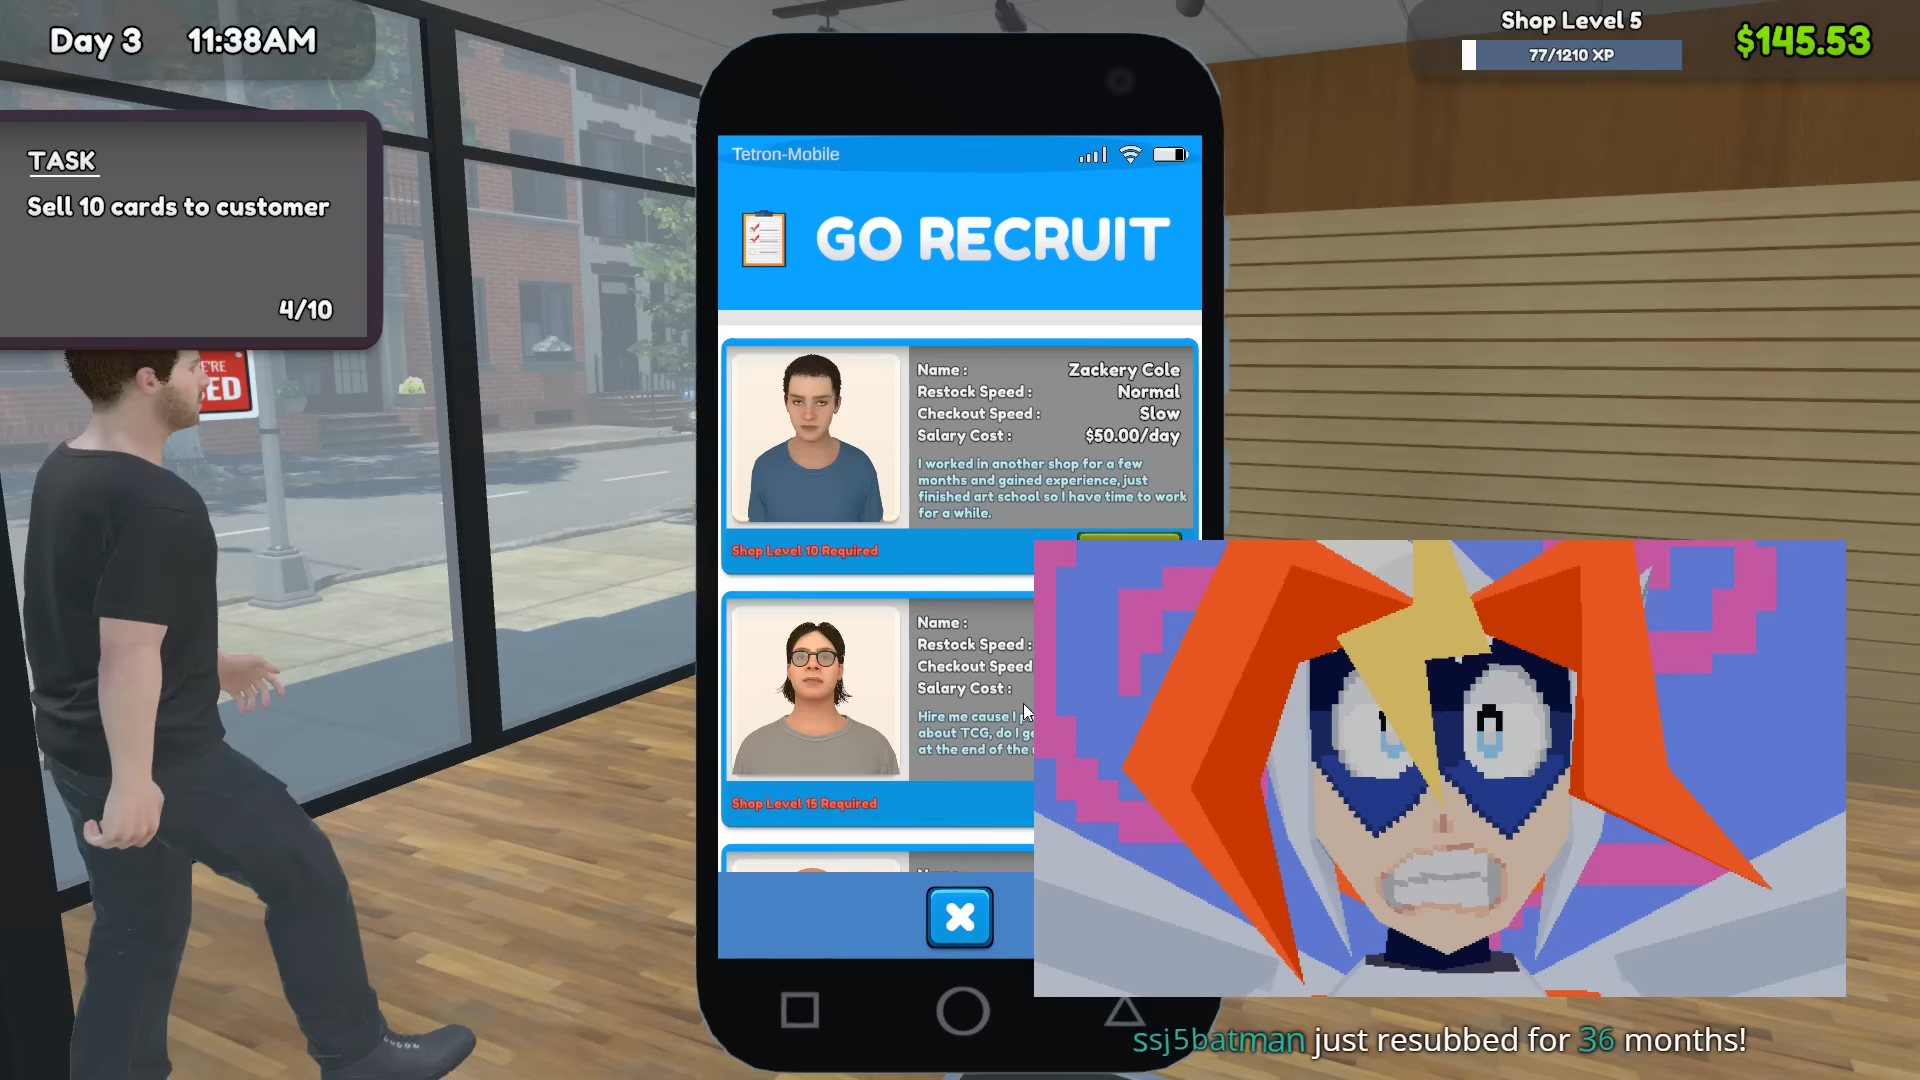 Day 3 11:38AM
Shop Level 5
77/1210 XP
$145.53
TASK
Sell 10 cards to customer
4/10
Tetron-Mobile
GO RECRUIT
Name : Zackery Cole
Restock Speed : Normal
Checkout Speed : Slow
Salary Cost : $50.00/day
I worked in another shop for a few
months and gained experience, just
finished art school so I have time to work
for a while.
Shop Level 10 Required
Name :
Restock Speed :
Checkout Speed
Salary Cost :
Hire me cause I
about TCG, do I
at the end of the
Shop Level 15 Required
ssj5batman just resubbed for 36 months!